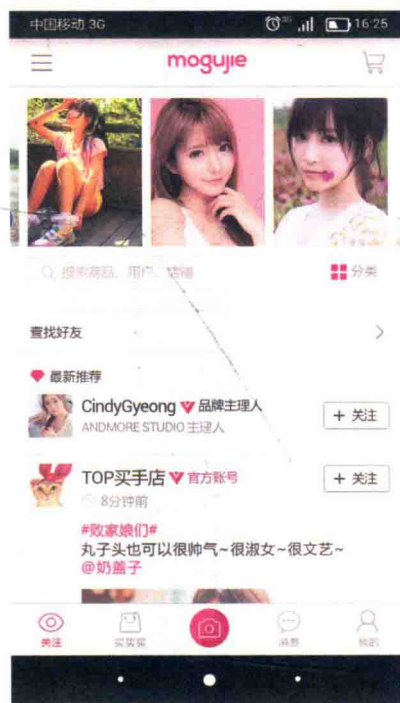 中国移动 3G
3G
16:25
mogujie
搜索商品、用户、店铺
分类
查找好友
最新推荐
CindyGyeong 品牌主理人
ANDMORE STUDIO 主理人
+ 关注
TOP买手店 官方账号
+ 关注
8分钟前
#败家娘们#
丸子头也可以很帅气~很淑女~很文艺~
@奶盖子
关注
买买买
消息
我的